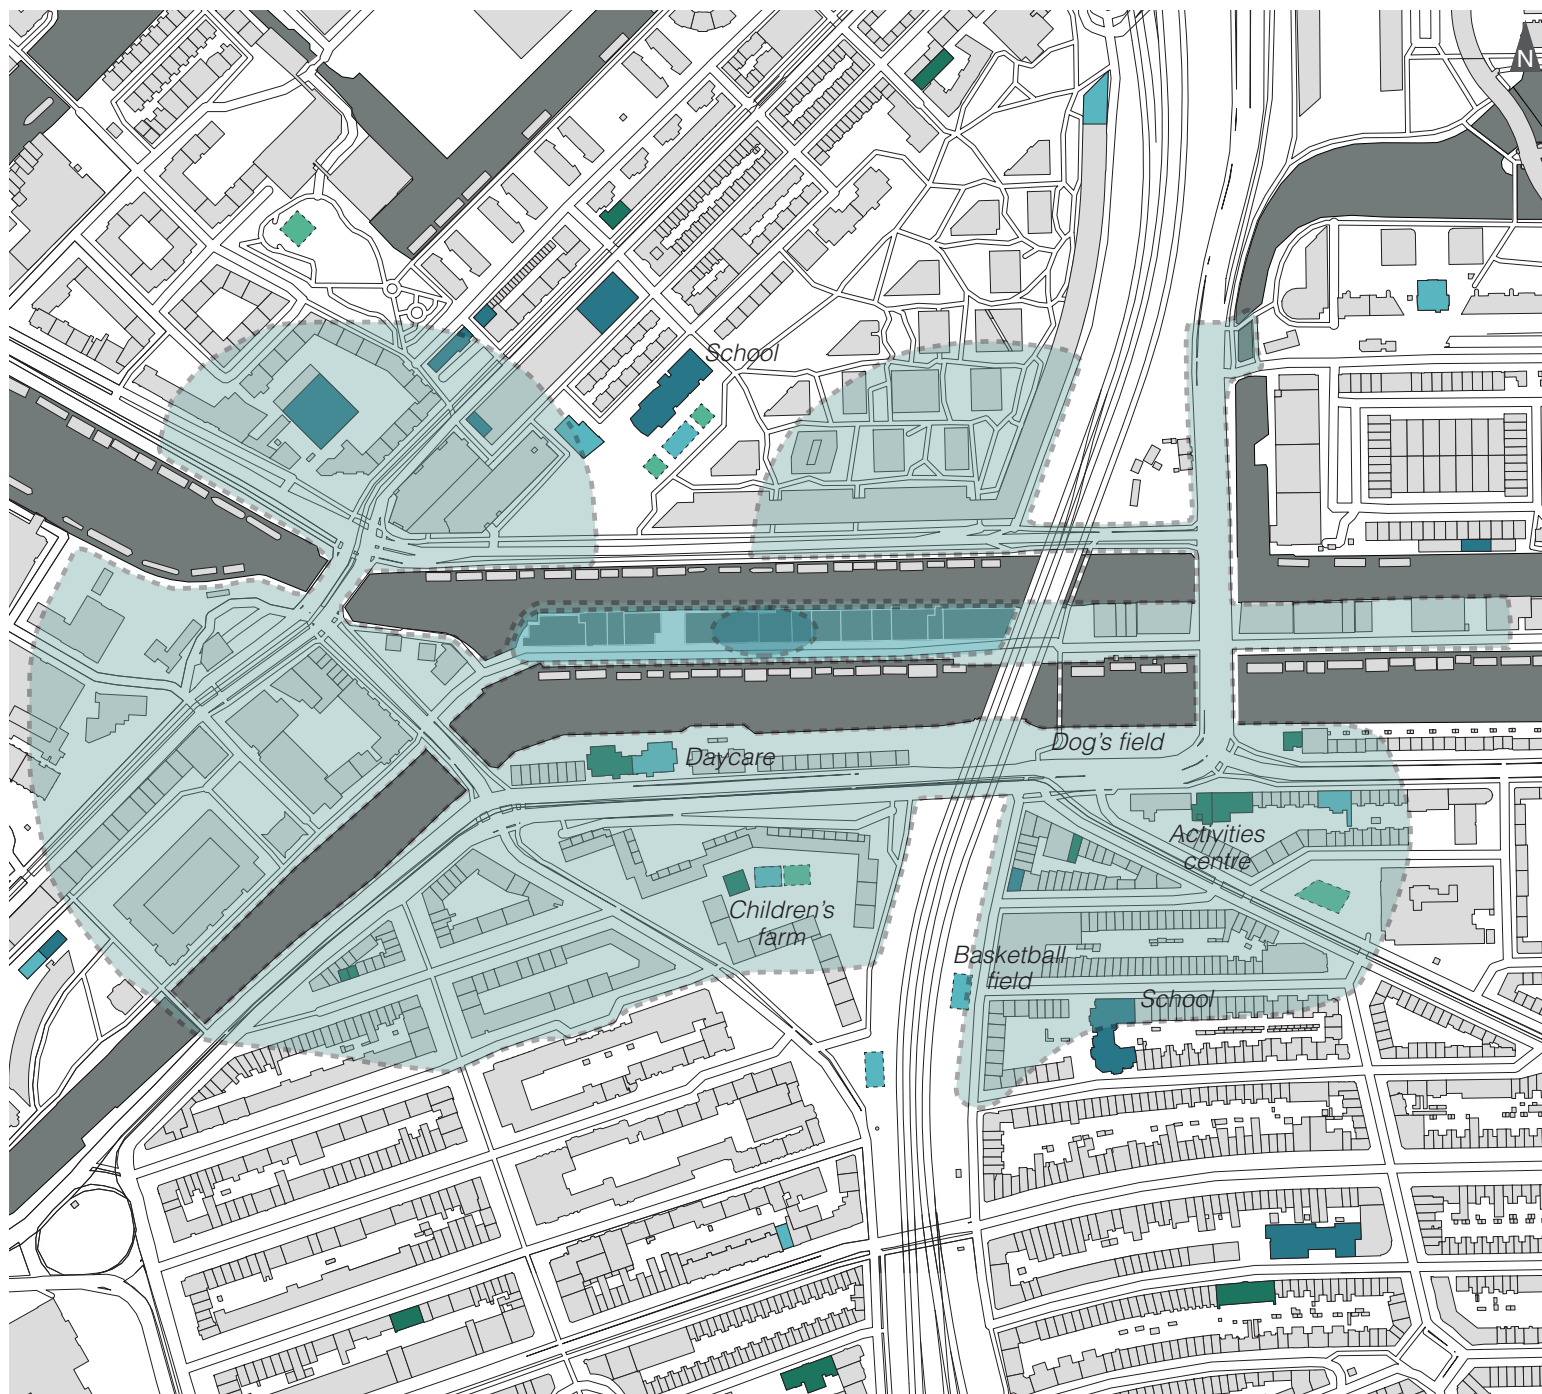 N
School
Daycare
Dog's field
Activities
centre
Children's
farm
Basketball
field
School